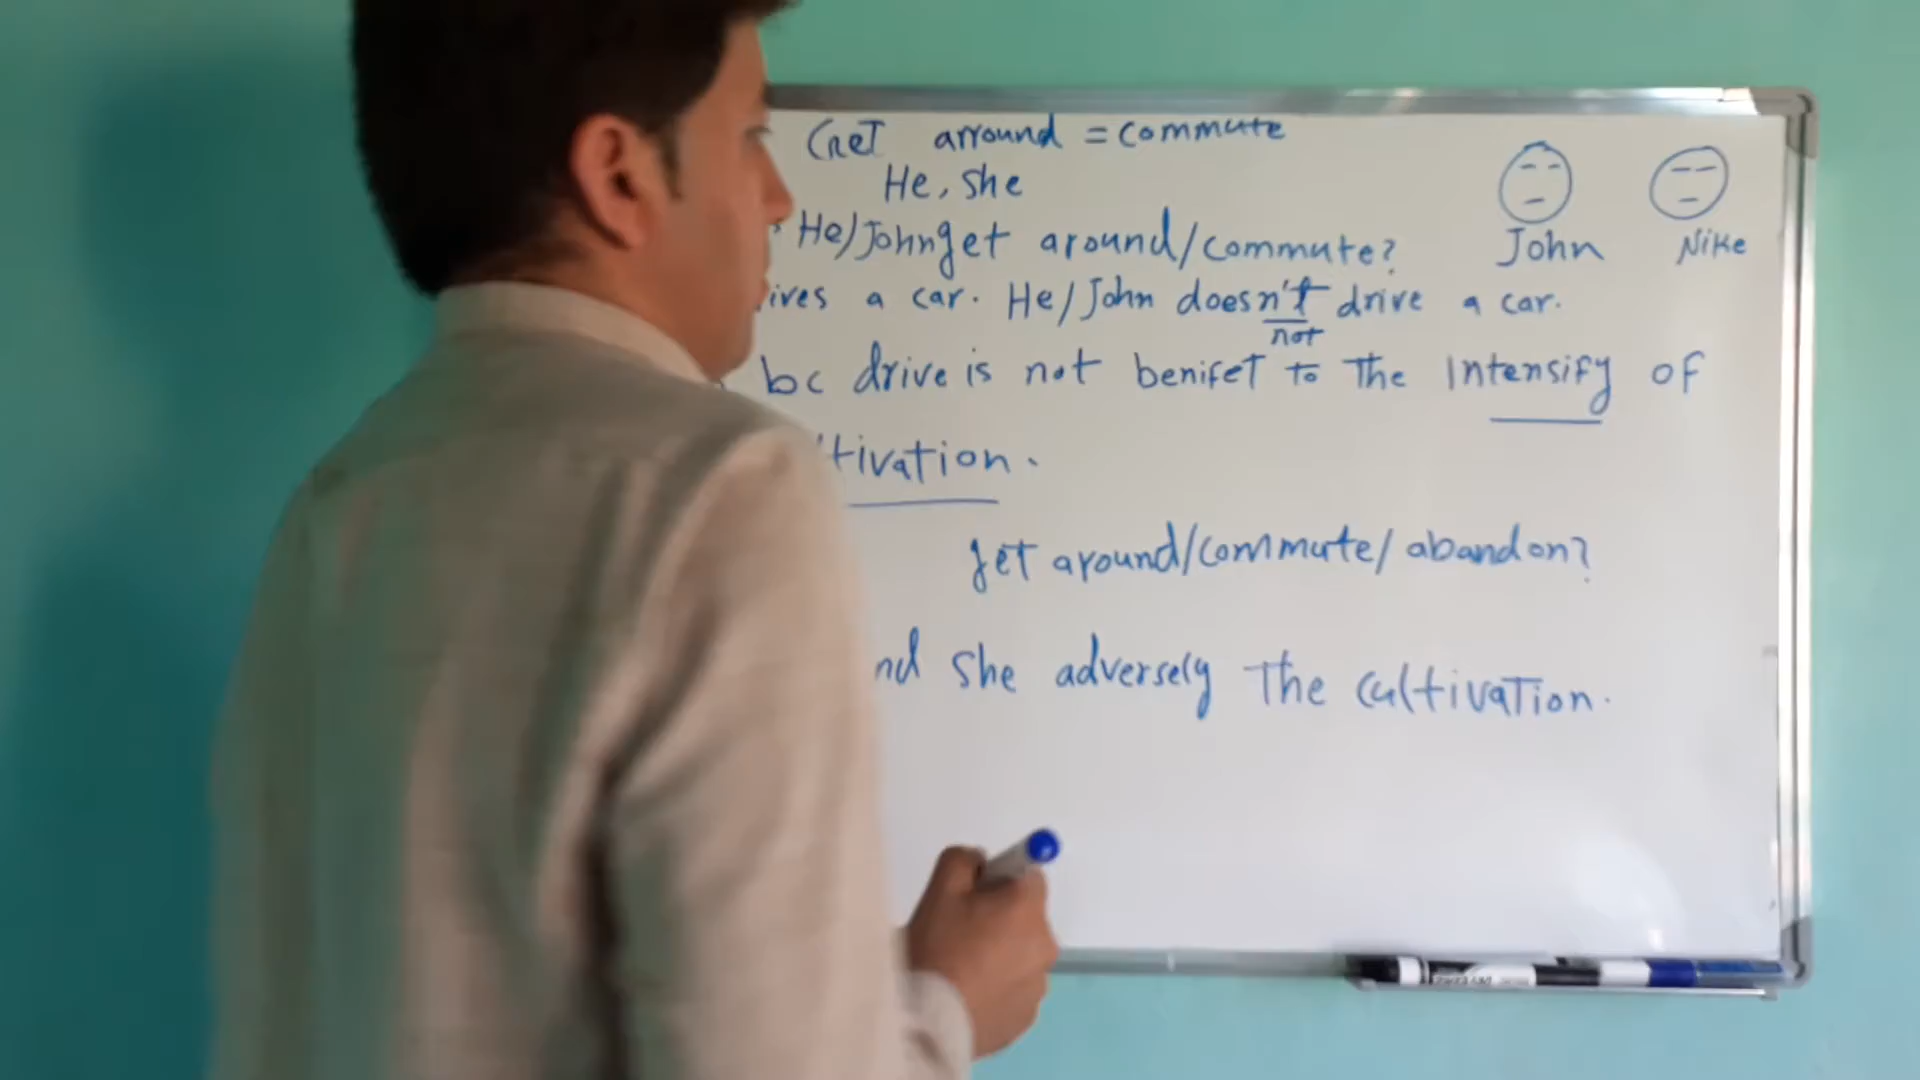 Get arround = commute
He, she
He/John get around/commute?
John
Nike
ives a car. He/John doesn't drive a car.
not
bc drive is not benifet to The Intensify of
tivation.
get around/commute/abandon?
nd She adversely The cultivation.